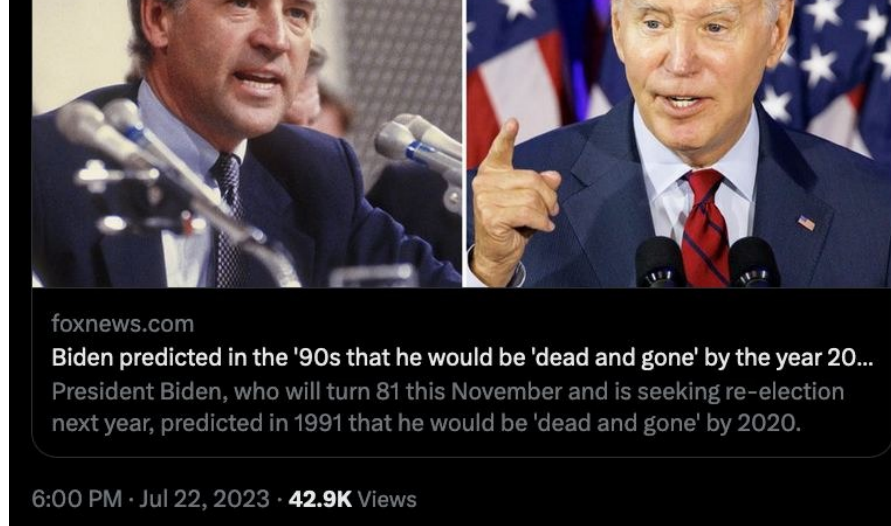 foxnews.com
Biden predicted in the '90s that he would be 'dead and gone' by the year 20...
President Biden, who will turn 81 this November and is seeking re-election
next year, predicted in 1991 that he would be 'dead and gone' by 2020.
6:00 PM · Jul 22, 2023 · 42.9K Views